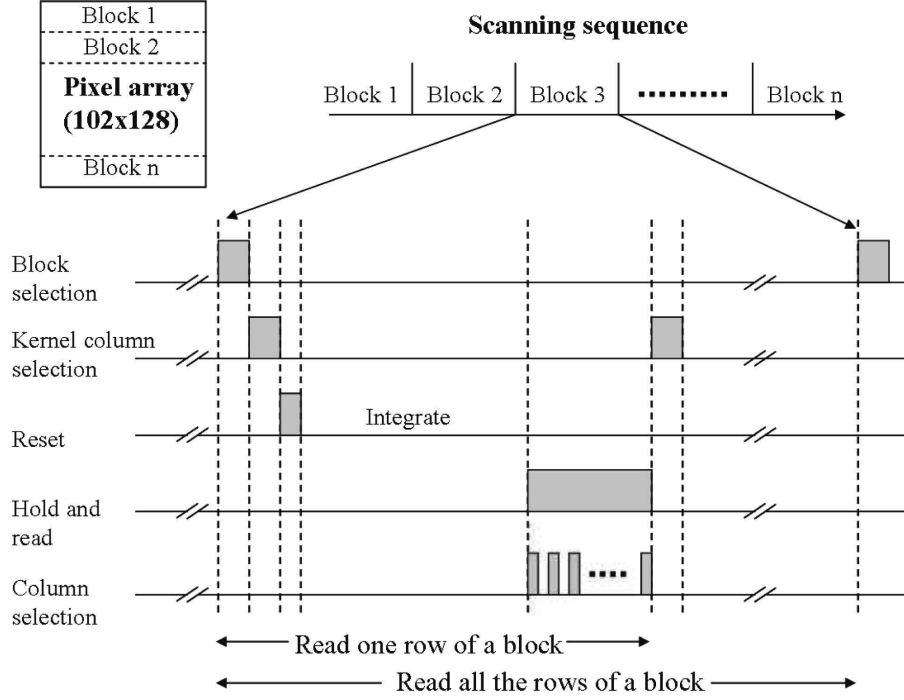 Block 1
Block 2
Pixel array
(102x128)
Block n
Scanning sequence
Block 1
Block 2
Block 3
Block n
Block
selection
Kernel column
selection
Reset
Integrate
Hold and
read
Column
selection
Read one row of a block
Read all the rows of a block